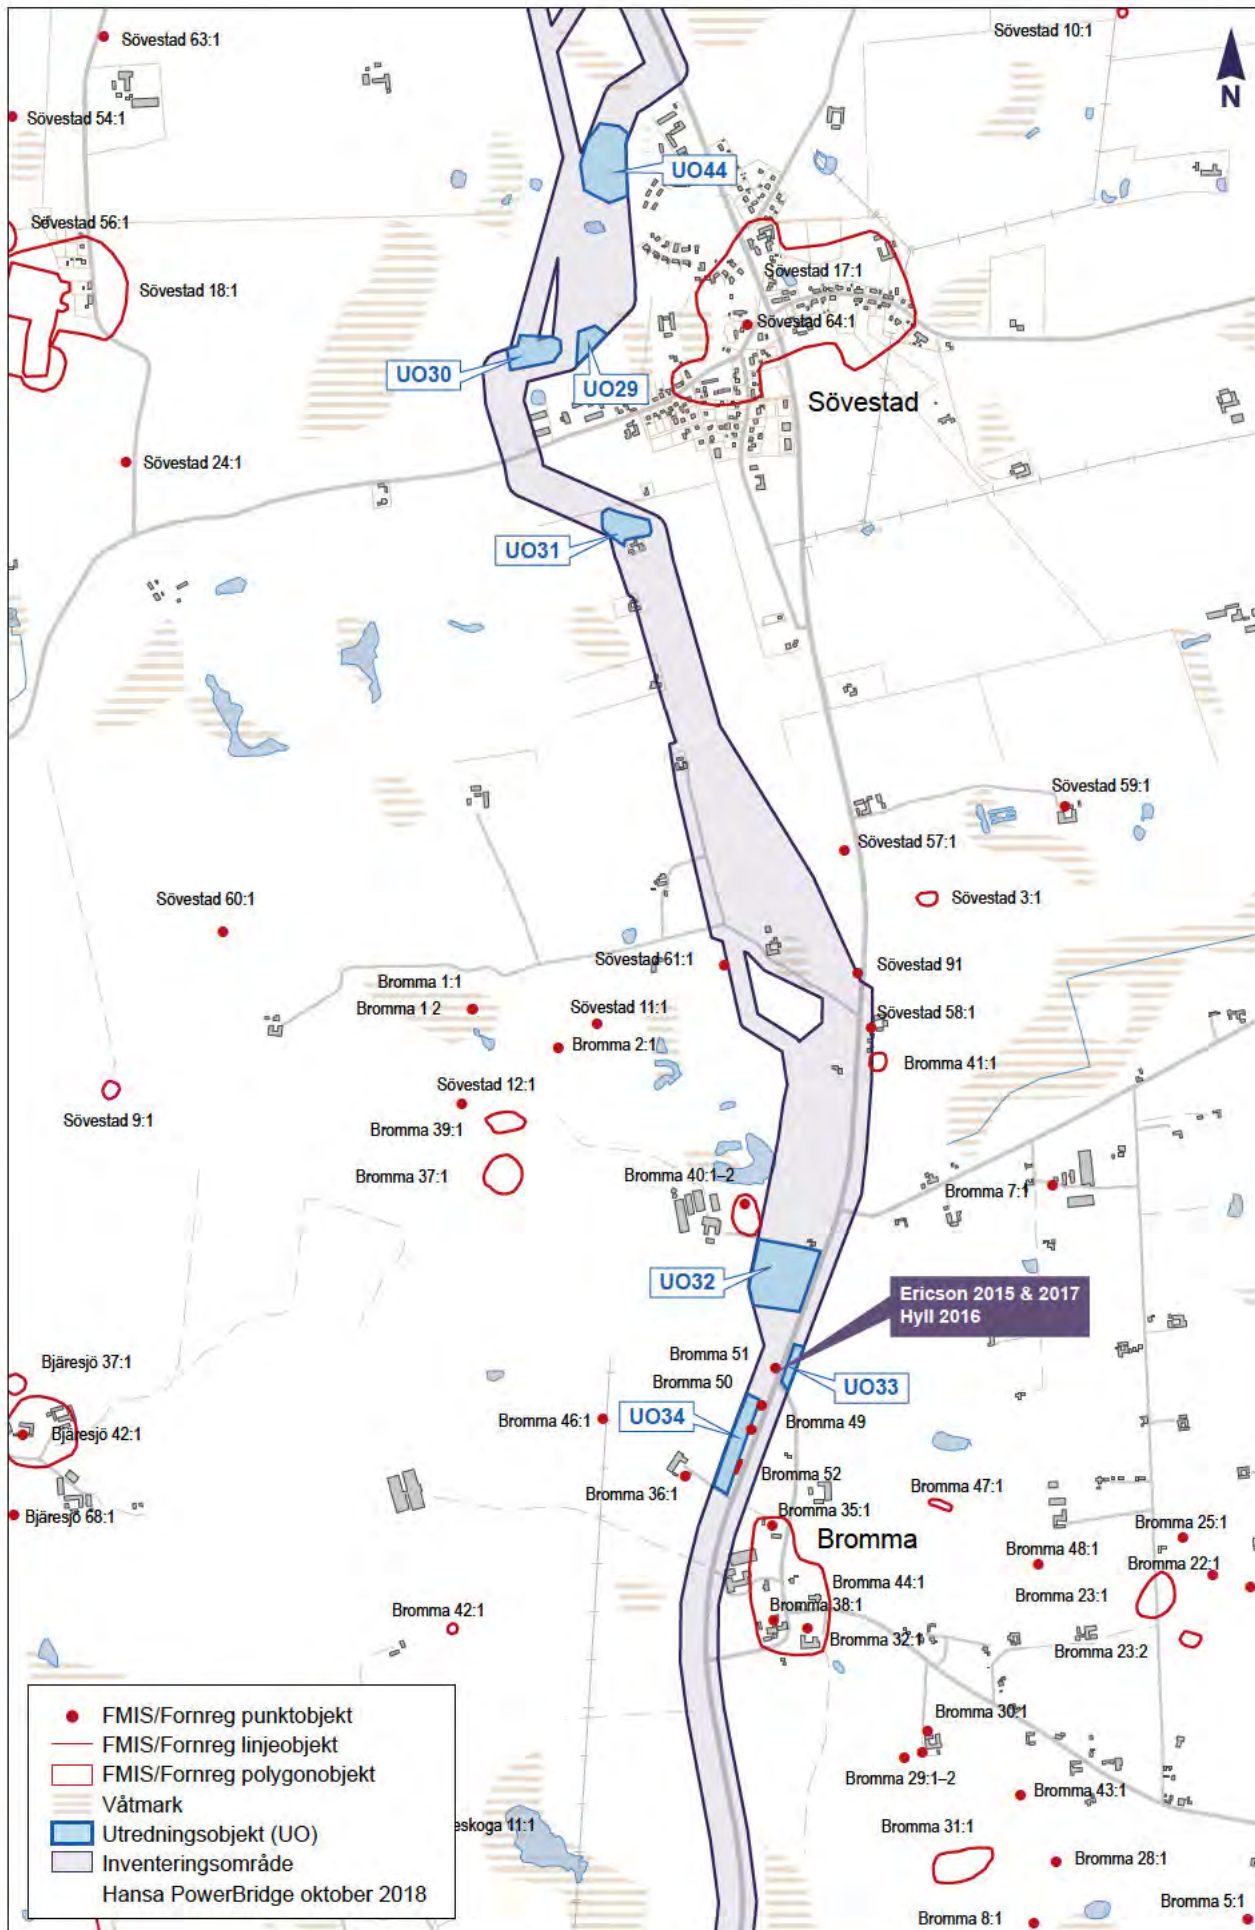 Sövestad 63:1
Sövestad 10:1
N
Sövestad 54:1
UO44
Sövestad 56:1
Sövestad 17:1
Sövestad 18:1
Sövestad 64:1
UO30
UO29
Sövestad
Sövestad 24:1
UO31
Sövestad 59:1
Sövestad 57:1
Sövestad 60:1
Sövestad 3:1
Sövestad 61:1
Sövestad 91
Bromma 1:1
Bromma 1 2
Sövestad 11:1
Sövestad 58:1
Bromma 2:1
Bromma 41:1
Sövestad 12:1
Sövestad 9:1
Bromma 39:1
Bromma 37:1
Bromma 40:1–2
Bromma 7:1
UO32
Ericson 2015 & 2017
Hyll 2016
Bromma 51
Bjäresjö 37:1
Bromma 50
UO33
UO34
Bromma 46:1
Bromma 49
Bjäresjö 42:1
Bromma 52
Bromma 36:1
Bromma 47:1
Bromma 35:1
Bjäresjö 68:1
Bromma 25:1
Bromma
Bromma 48:1
Bromma 22:1
Bromma 44:1
Bromma 23:1
Bromma 42:1
Bromma 38:1
Bromma 32:1
Bromma 23:2
Bromma 30:1
Bromma 29:1–2
Bromma 43:1
Bromma 31:1
Bromma 28:1
Bromma 5:1
Bromma 8:1
eskoga 11:1
FMIS/Fornreg punktobjekt
FMIS/Fornreg linjeobjekt
FMIS/Fornreg polygonobjekt
Våtmark
Utredningsobjekt (UO)
Inventeringsområde
Hansa PowerBridge oktober 2018